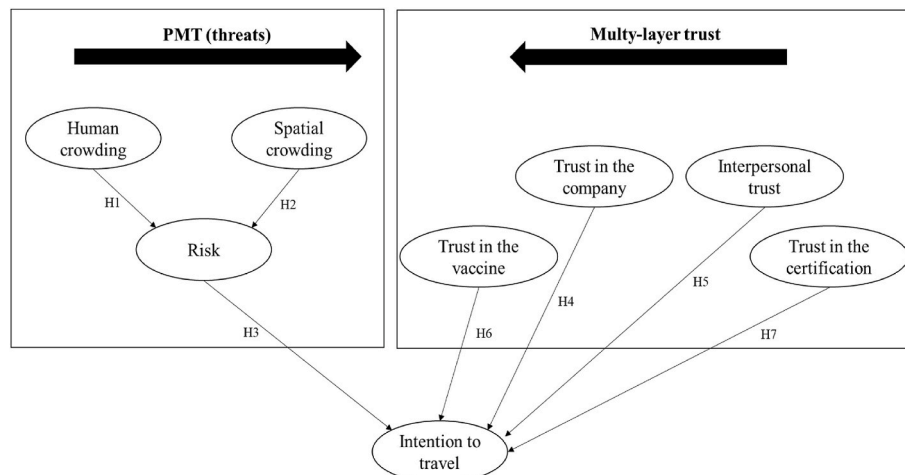 PMT (threats)
Multy-layer trust
Human
crowding
Spatial
crowding
H1
H2
Risk
H3
Trust in the
company
Interpersonal
trust
Trust in the
vaccine
Trust in the
certification
H6
H4
H5
H7
Intention to
travel